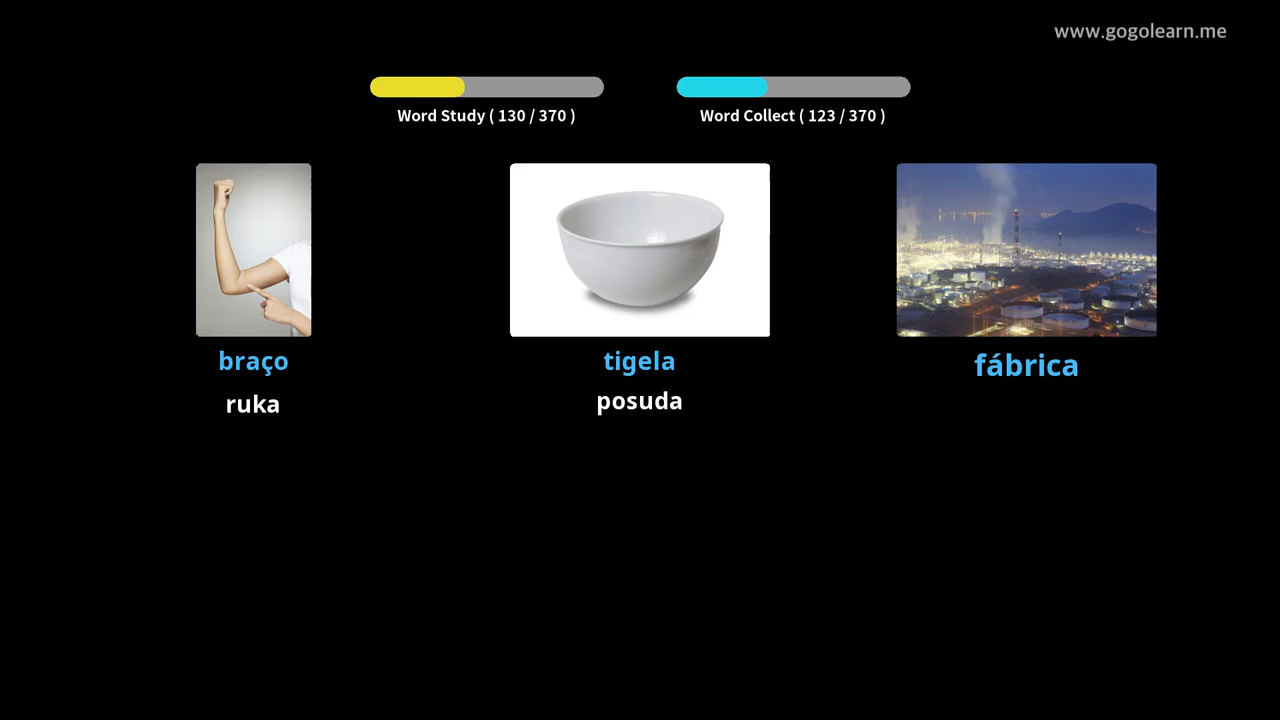 www.gogolearn.me
Word Study ( 130 / 370 )
Word Collect ( 123 / 370 )
braço
ruka
tigela
posuda
fábrica